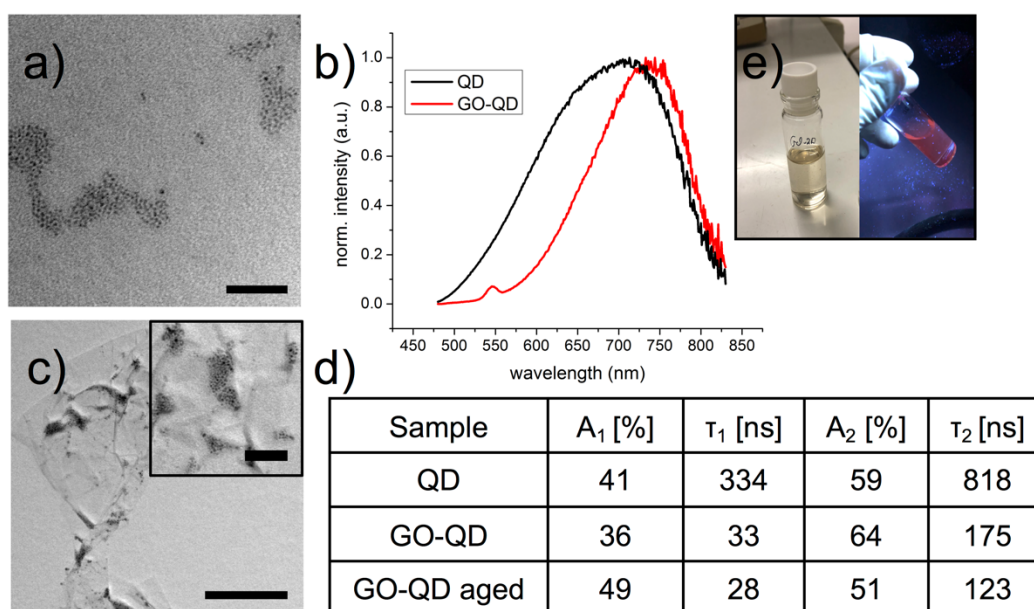 a)
b)
QD
GO-QD
norm. intensity (a.u.)
1.0
0.8
0.6
0.4
0.2
0.0
450 500 550 600 650 700 750 800 850
wavelength (nm)
e)
GO-QD
c)
d)
Sample A₁ [%] τ₁ [ns] A₂ [%] τ₂ [ns]
QD 41 334 59 818
GO-QD 36 33 64 175
GO-QD aged 49 28 51 123